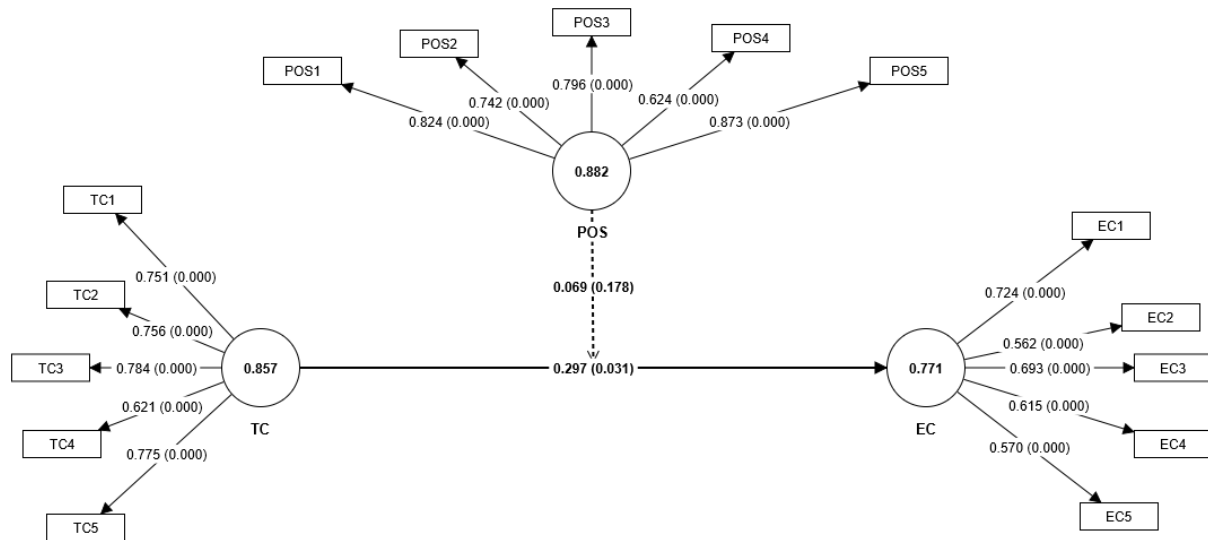 POS3
POS2
POS4
POS1
POS5
0.796 (0.000)
0.742 (0.000)
0.624 (0.000)
0.824 (0.000)
0.873 (0.000)
0.882
POS
TC1
EC1
0.751 (0.000)
0.724 (0.000)
0.069 (0.178)
TC2
EC2
0.756 (0.000)
0.562 (0.000)
TC3
0.784 (0.000)
0.857
0.297 (0.031)
0.771
0.693 (0.000)
EC3
0.621 (0.000)
0.615 (0.000)
TC4
TC
EC
EC4
0.775 (0.000)
0.570 (0.000)
TC5
EC5